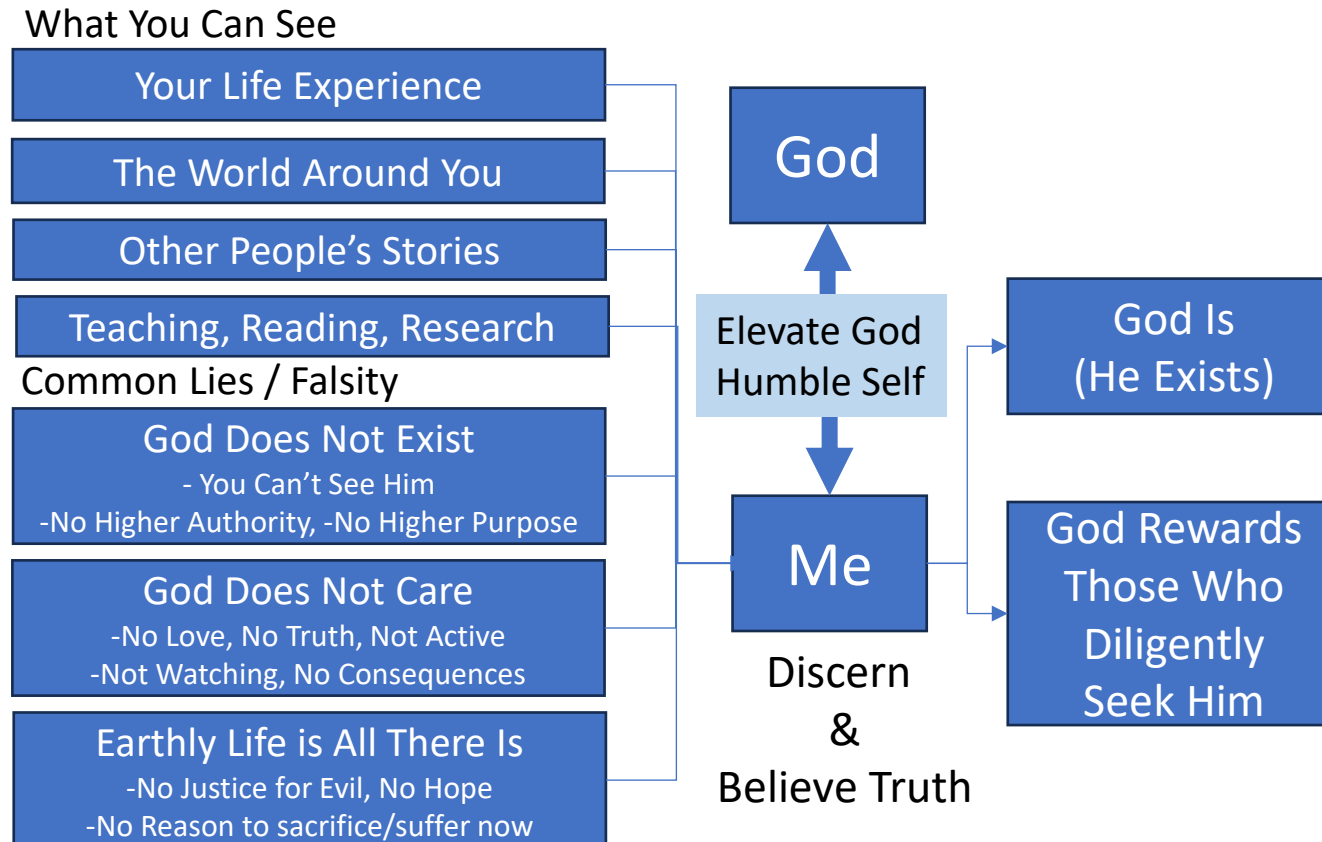 What You Can See
Your Life Experience
The World Around You
Other People’s Stories
Teaching, Reading, Research
Common Lies / Falsity
God Does Not Exist
- You Can’t See Him
-No Higher Authority, -No Higher Purpose
God Does Not Care
-No Love, No Truth, Not Active
-Not Watching, No Consequences
Earthly Life is All There Is
-No Justice for Evil, No Hope
-No Reason to sacrifice/suffer now
God
Elevate God
Humble Self
Me
Discern
&
Believe Truth
God Is
(He Exists)
God Rewards
Those Who
Diligently
Seek Him